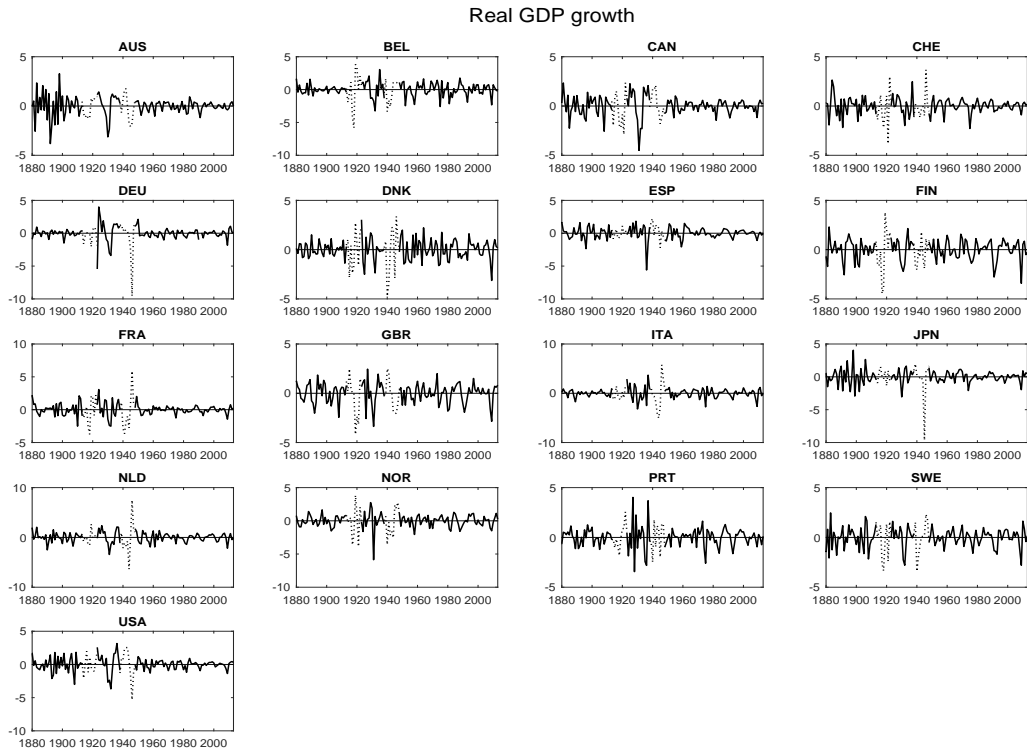 Real GDP growth
AUS BEL CAN CHE
5 5 5 5
0 0 0
-5 0
-5 -10 -5 -5
1880 1900 1920 1940 1960 1980 2000 1880 1900 1920 1940 1960 1980 2000 1880 1900 1920 1940 1960 1980 2000 1880 1900 1920 1940 1960 1980 2000
DEU DNK ESP FIN
5 5 5 5
0 0
-5 0 -5 0
-10 -5 -10 -5
1880 1900 1920 1940 1960 1980 2000 1880 1900 1920 1940 1960 1980 2000 1880 1900 1920 1940 1960 1980 2000 1880 1900 1920 1940 1960 1980 2000
FRA GBR ITA JPN
10 5 10 5
5 0
0 0 0 -5
-5 -5 -10 -10
1880 1900 1920 1940 1960 1980 2000 1880 1900 1920 1940 1960 1980 2000 1880 1900 1920 1940 1960 1980 2000 1880 1900 1920 1940 1960 1980 2000
NLD NOR PRT SWE
10 5 5 5
0 0
0 -5 0
-10 -10 -5 -5
1880 1900 1920 1940 1960 1980 2000 1880 1900 1920 1940 1960 1980 2000 1880 1900 1920 1940 1960 1980 2000 1880 1900 1920 1940 1960 1980 2000
USA
5
0
-5
-10
1880 1900 1920 1940 1960 1980 2000